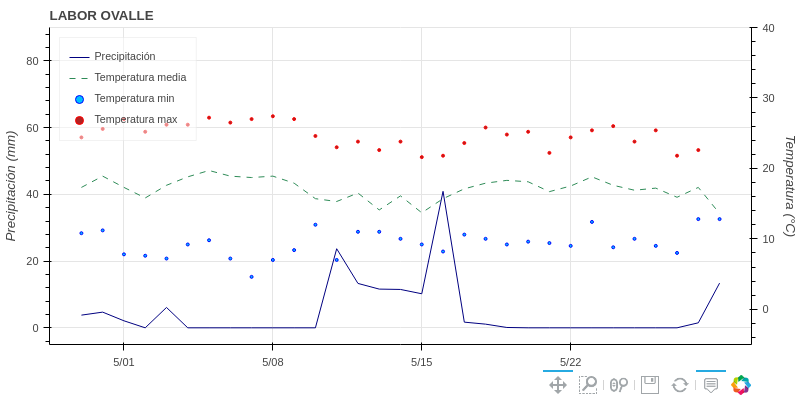 LABOR OVALLE
Precipitación
Temperatura media
Temperatura min
Temperatura max
Precipitación (mm)
80
60
40
20
0
Temperatura (°C)
40
30
20
10
0
5/01
5/08
5/15
5/22